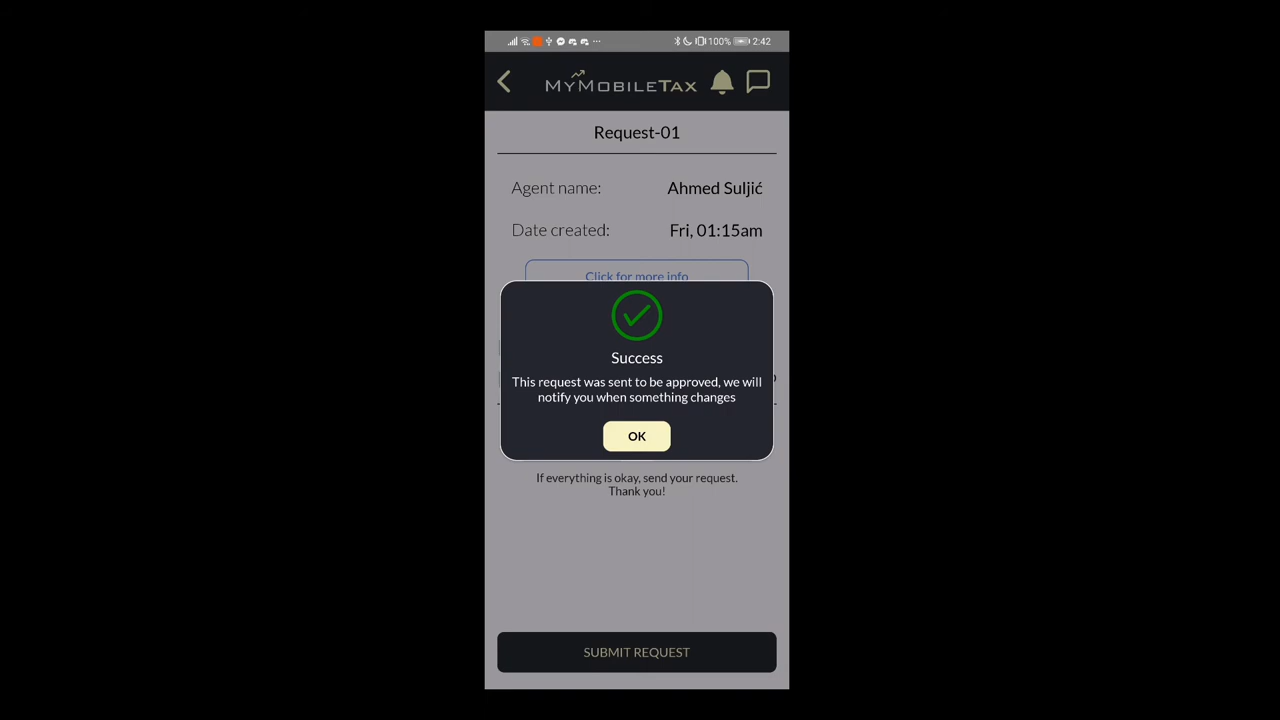 100% 2:42
MYMOBILETAX
Request-01
Agent name: Ahmed Suljić
Date created: Fri, 01:15am
Click for more info
Success
This request was sent to be approved, we will
notify you when something changes
OK
If everything is okay, send your request.
Thank you!
SUBMIT REQUEST